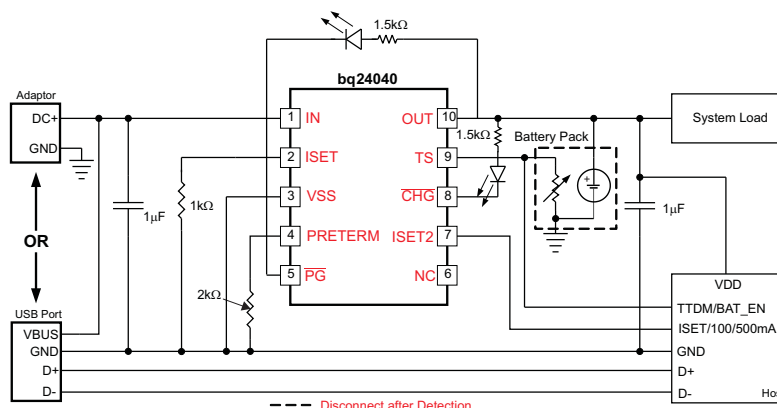 1.5kΩ
bq24040
Adaptor
DC+
GND
1 IN
OUT 10
System Load
1.5kΩ
Battery Pack
2 ISET
TS 9
1kΩ
3 VSS
CHG 8
1μF
1μF
4 PRETERM
ISET2 7
OR
5 PG
NC 6
2kΩ
VDD
USB Port
TTDM/BAT_EN
VBUS
ISET/100/500mA
GND
GND
D+
D+
D-
D-
Ho
Disconnect after Detection
+